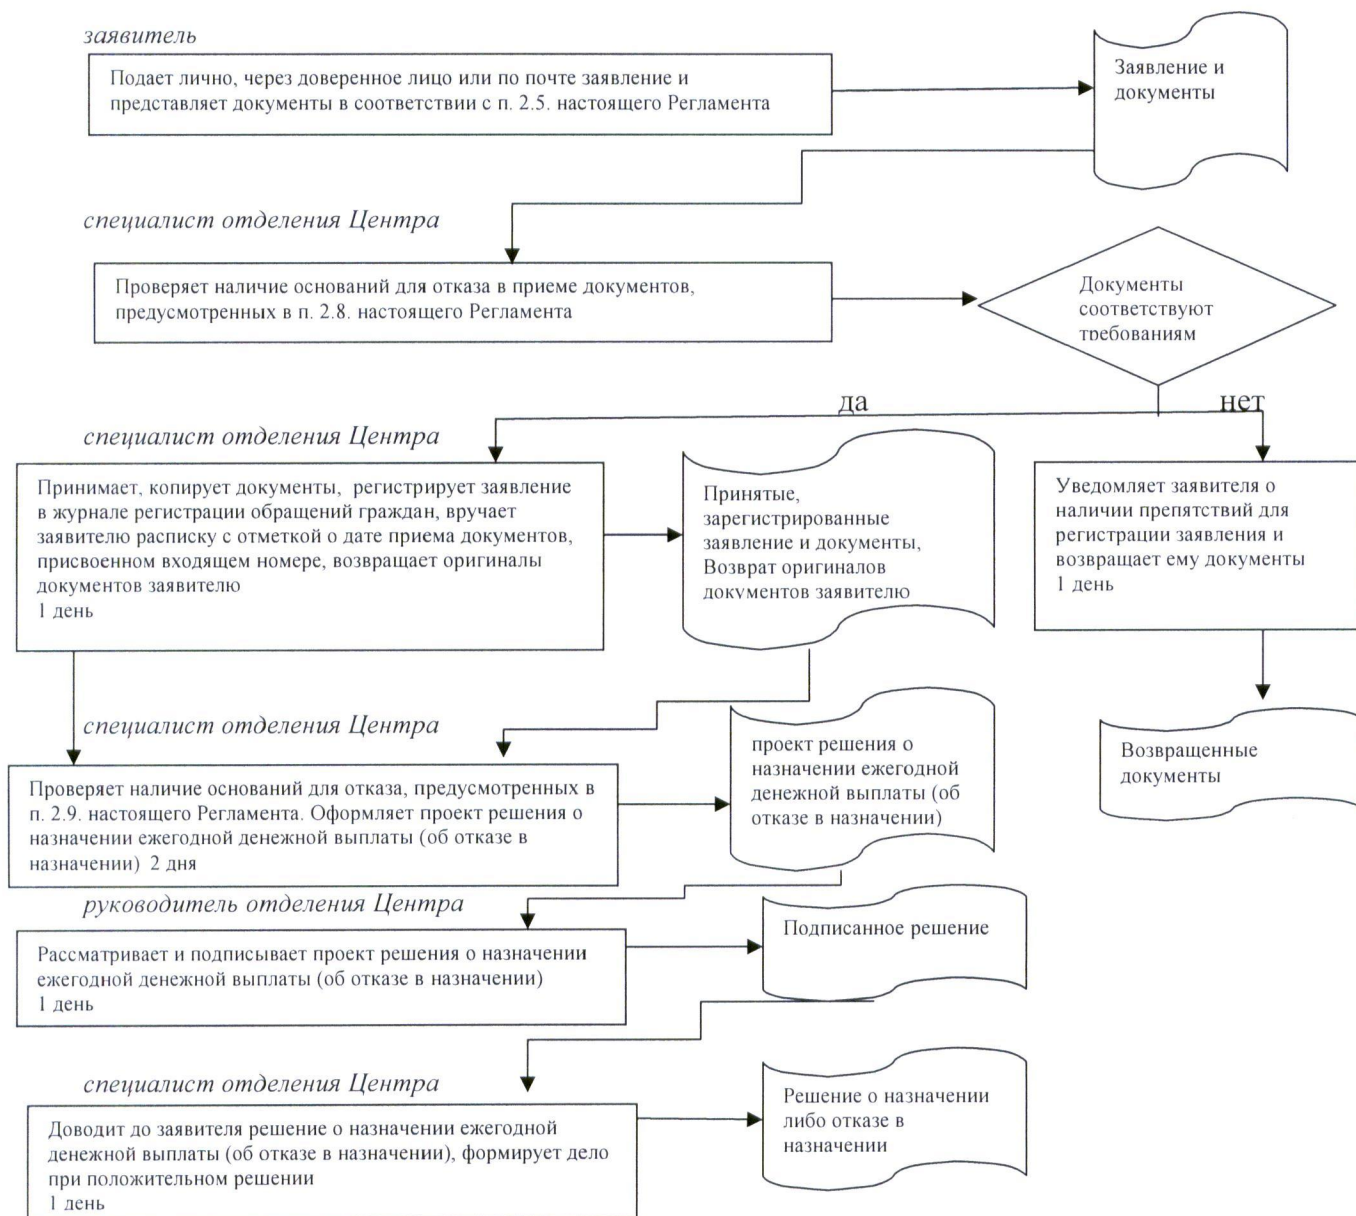 заявитель
Подает лично, через доверенное лицо или по почте заявление и
представляет документы в соответствии с п. 2.5. настоящего Регламента
Заявление и
документы
специалист отделения Центра
Проверяет наличие оснований для отказа в приеме документов,
предусмотренных в п. 2.8. настоящего Регламента
Документы
соответствуют
требованиям
да
нет
специалист отделения Центра
Принимает, копирует документы, регистрирует заявление
в журнале регистрации обращений граждан, вручает
заявителю расписку с отметкой о дате приема документов,
присвоенном входящем номере, возвращает оригиналы
документов заявителю
1 день
Принятые,
зарегистрированные
заявление и документы,
Возврат оригиналов
документов заявителю
Уведомляет заявителя о
наличии препятствий для
регистрации заявления и
возвращает ему документы
1 день
специалист отделения Центра
Проверяет наличие оснований для отказа, предусмотренных в
п. 2.9. настоящего Регламента. Оформляет проект решения о
назначении ежегодной денежной выплаты (об отказе в
назначении) 2 дня
проект решения о
назначении ежегодной
денежной выплаты (об
отказе в назначении)
Возвращенные
документы
руководитель отделения Центра
Рассматривает и подписывает проект решения о назначении
ежегодной денежной выплаты (об отказе в назначении)
1 день
Подписанное решение
специалист отделения Центра
Доводит до заявителя решение о назначении ежегодной
денежной выплаты (об отказе в назначении), формирует дело
при положительном решении
1 день
Решение о назначении
либо отказе в
назначении